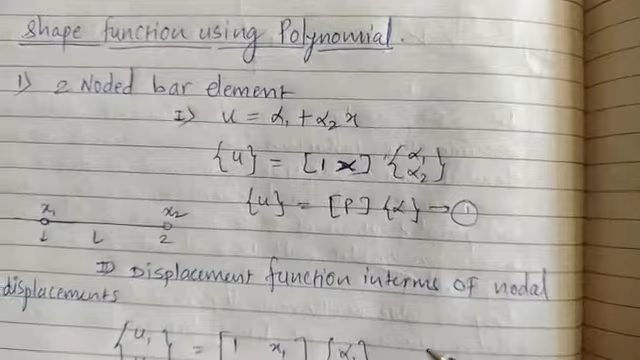 Shape function using Polynomial.
1) 2 Noded bar element
I) u = α₁ + α₂x
{u} = [1 x] {α₁ α₂}
{u} = [P] {α} → ①
x₁ x₂
1 L 2
II) Displacement function interms of nodal
displacements
{u₁ = [1 x₁] {α₁